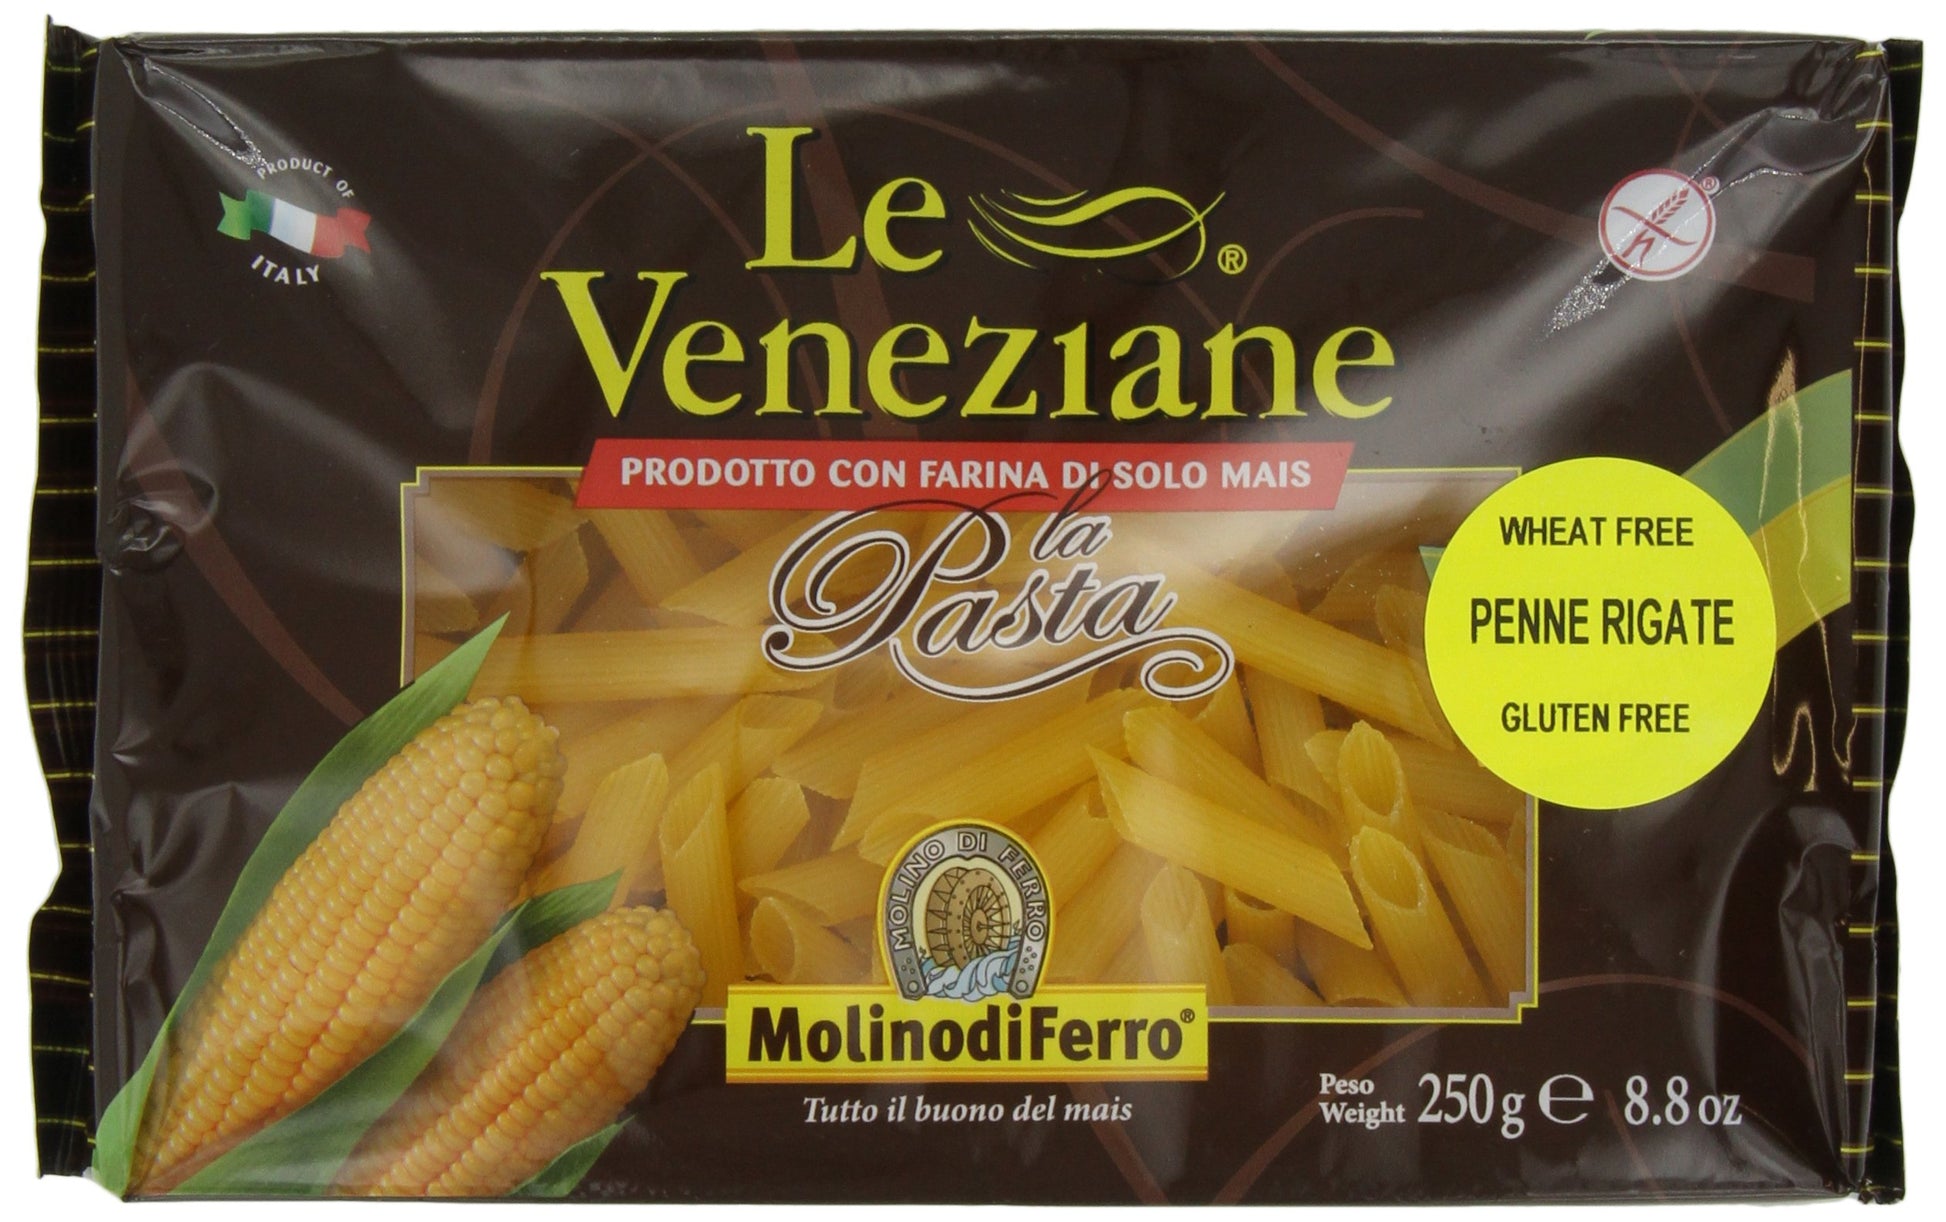 PRODUCT OF
ITALY
Le ®
Veneziane
PRODOTTO CON FARINA DI SOLO MAIS
la
Pasta
WHEAT FREE
PENNE RIGATE
GLUTEN FREE
MOLINO DI FERRO
MolinodiFerro®
Tutto il buono del mais
Peso
Weight 250 g ℮ 8.8 oz
®